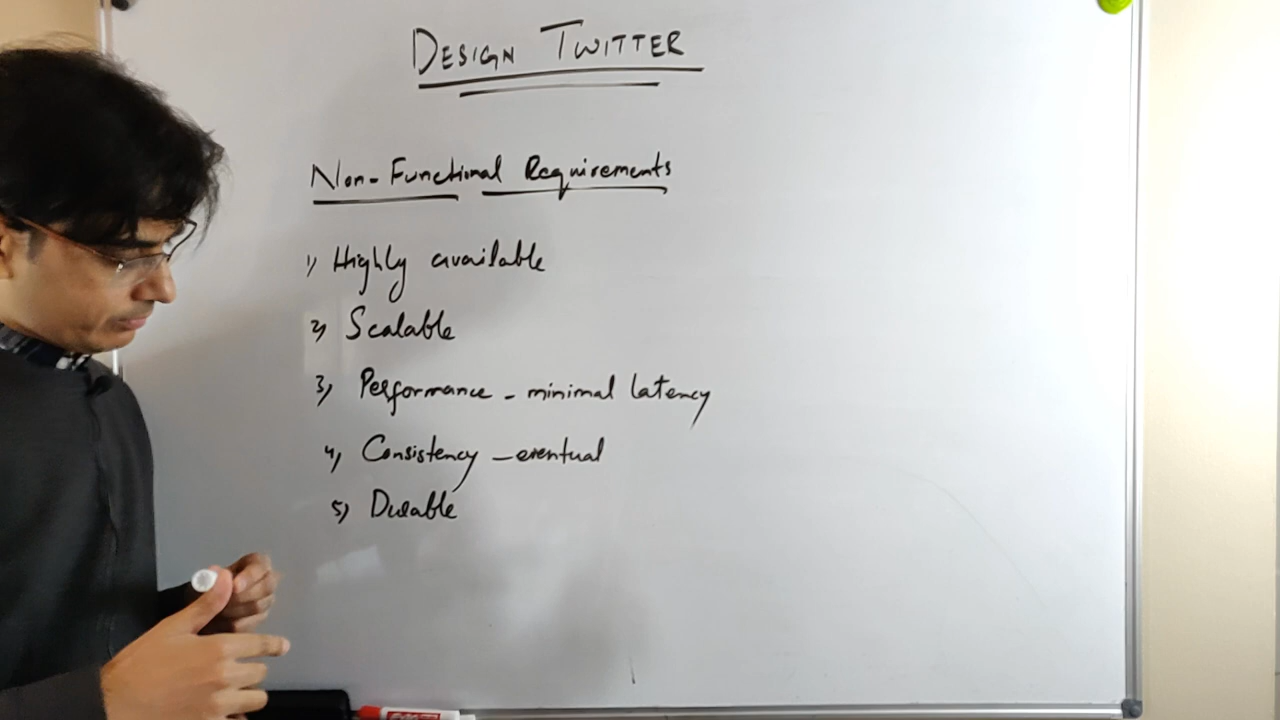 DESIGN TWITTER
Non-Functional Requirements
1) Highly available
2) Scalable
3) Performance - minimal latency
4) Consistency - eventual
5) Durable